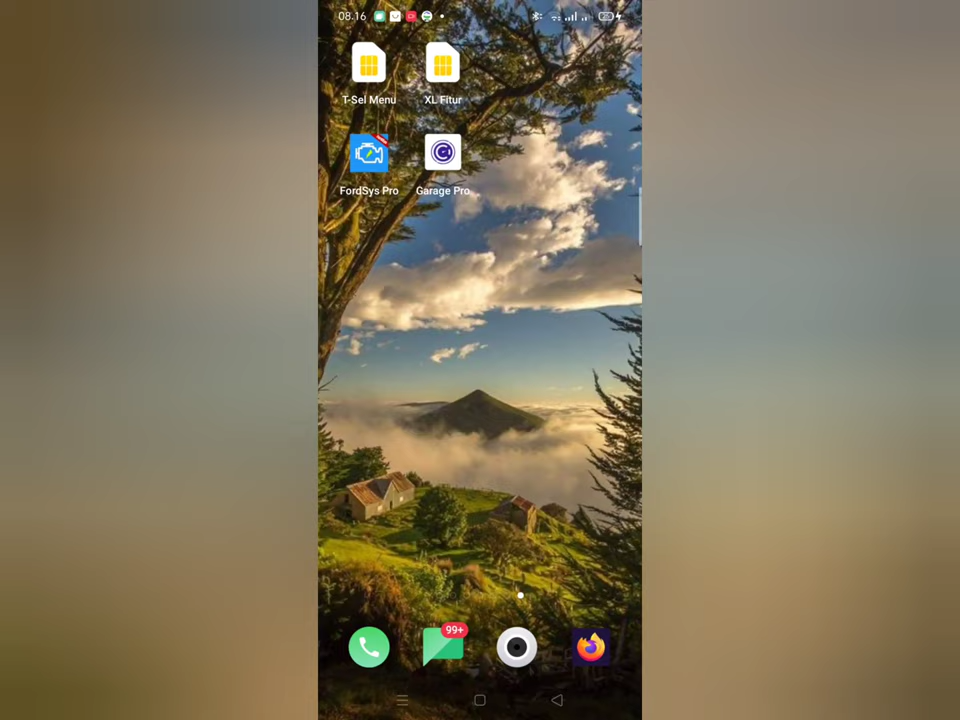 08.16
T-Sel Menu
XL Fitur
FordSys Pro
Garage Pro
99+